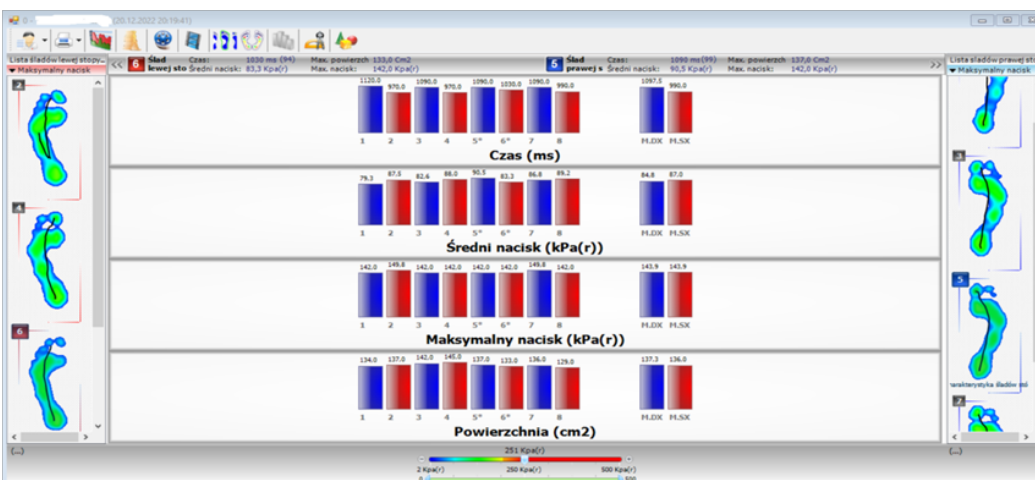 (20.12.2022 20:19:41)
Lista śladów lewej stopy...
Maksymalny nacisk
<< 6 Ślad Czas: 1030 ms (94) Max. powierzch 133,0 Cm2
lewej sto Średni nacisk: 83,3 Kpa(r) Max. nacisk: 142,0 Kpa(r)
5 Ślad Czas: 1090 ms(99) Max. powierzch 137,0 Cm2 >>
prawej s Średni nacisk: 90,5 Kpa(r) Max. nacisk: 142,0 Kpa(r)
Lista śladów prawej sto
Maksymalny nacisk
2
4
6
1120.0 970.0 1090.0 970.0 1090.0 1030.0 1090.0 990.0 1097.5 990.0
1 2 3 4 5* 6* 7 8 M.DX M.SX
Czas (ms)
79.3 87.5 82.6 88.0 90.5 83.3 86.8 89.2 84.8 87.0
1 2 3 4 5* 6* 7 8 M.DX M.SX
Średni nacisk (kPa(r))
142.0 149.8 142.0 142.0 142.0 142.0 149.8 142.0 143.9 143.9
1 2 3 4 5* 6* 7 8 M.DX M.SX
Maksymalny nacisk (kPa(r))
134.0 137.0 142.0 145.0 137.0 133.0 136.0 129.0 137.3 136.0
1 2 3 4 5* 6* 7 8 M.DX M.SX
Powierzchnia (cm2)
3
5
arakterystyka śladów stó
7
(...)
251 Kpa(r)
(...)
2 Kpa(r) 250 Kpa(r) 500 Kpa(r)
0 500